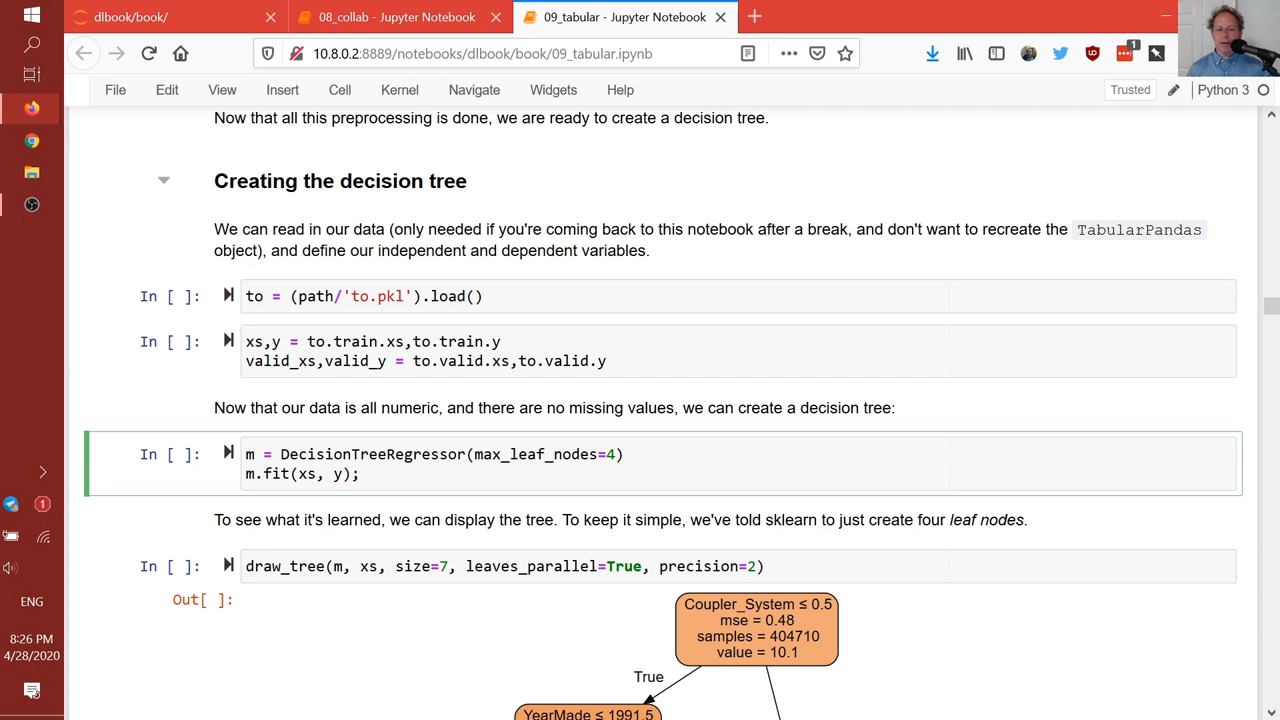 dlbook/book/
08_collab - Jupyter Notebook
09_tabular - Jupyter Notebook
10.8.0.2:8889/notebooks/dlbook/book/09_tabular.ipynb
1
File Edit View Insert Cell Kernel Navigate Widgets Help
Trusted
Python 3
Now that all this preprocessing is done, we are ready to create a decision tree.
Creating the decision tree
We can read in our data (only needed if you're coming back to this notebook after a break, and don't want to recreate the TabularPandas
object), and define our independent and dependent variables.
In [ ]: to = (path/'to.pkl').load()
In [ ]: xs,y = to.train.xs,to.train.y
valid_xs,valid_y = to.valid.xs,to.valid.y
Now that our data is all numeric, and there are no missing values, we can create a decision tree:
In [ ]: m = DecisionTreeRegressor(max_leaf_nodes=4)
m.fit(xs, y);
To see what it's learned, we can display the tree. To keep it simple, we've told sklearn to just create four leaf nodes.
In [ ]: draw_tree(m, xs, size=7, leaves_parallel=True, precision=2)
Out[ ]:
Coupler_System ≤ 0.5
mse = 0.48
samples = 404710
value = 10.1
True
YearMade ≤ 1991.5
1
ENG
8:26 PM
4/28/2020